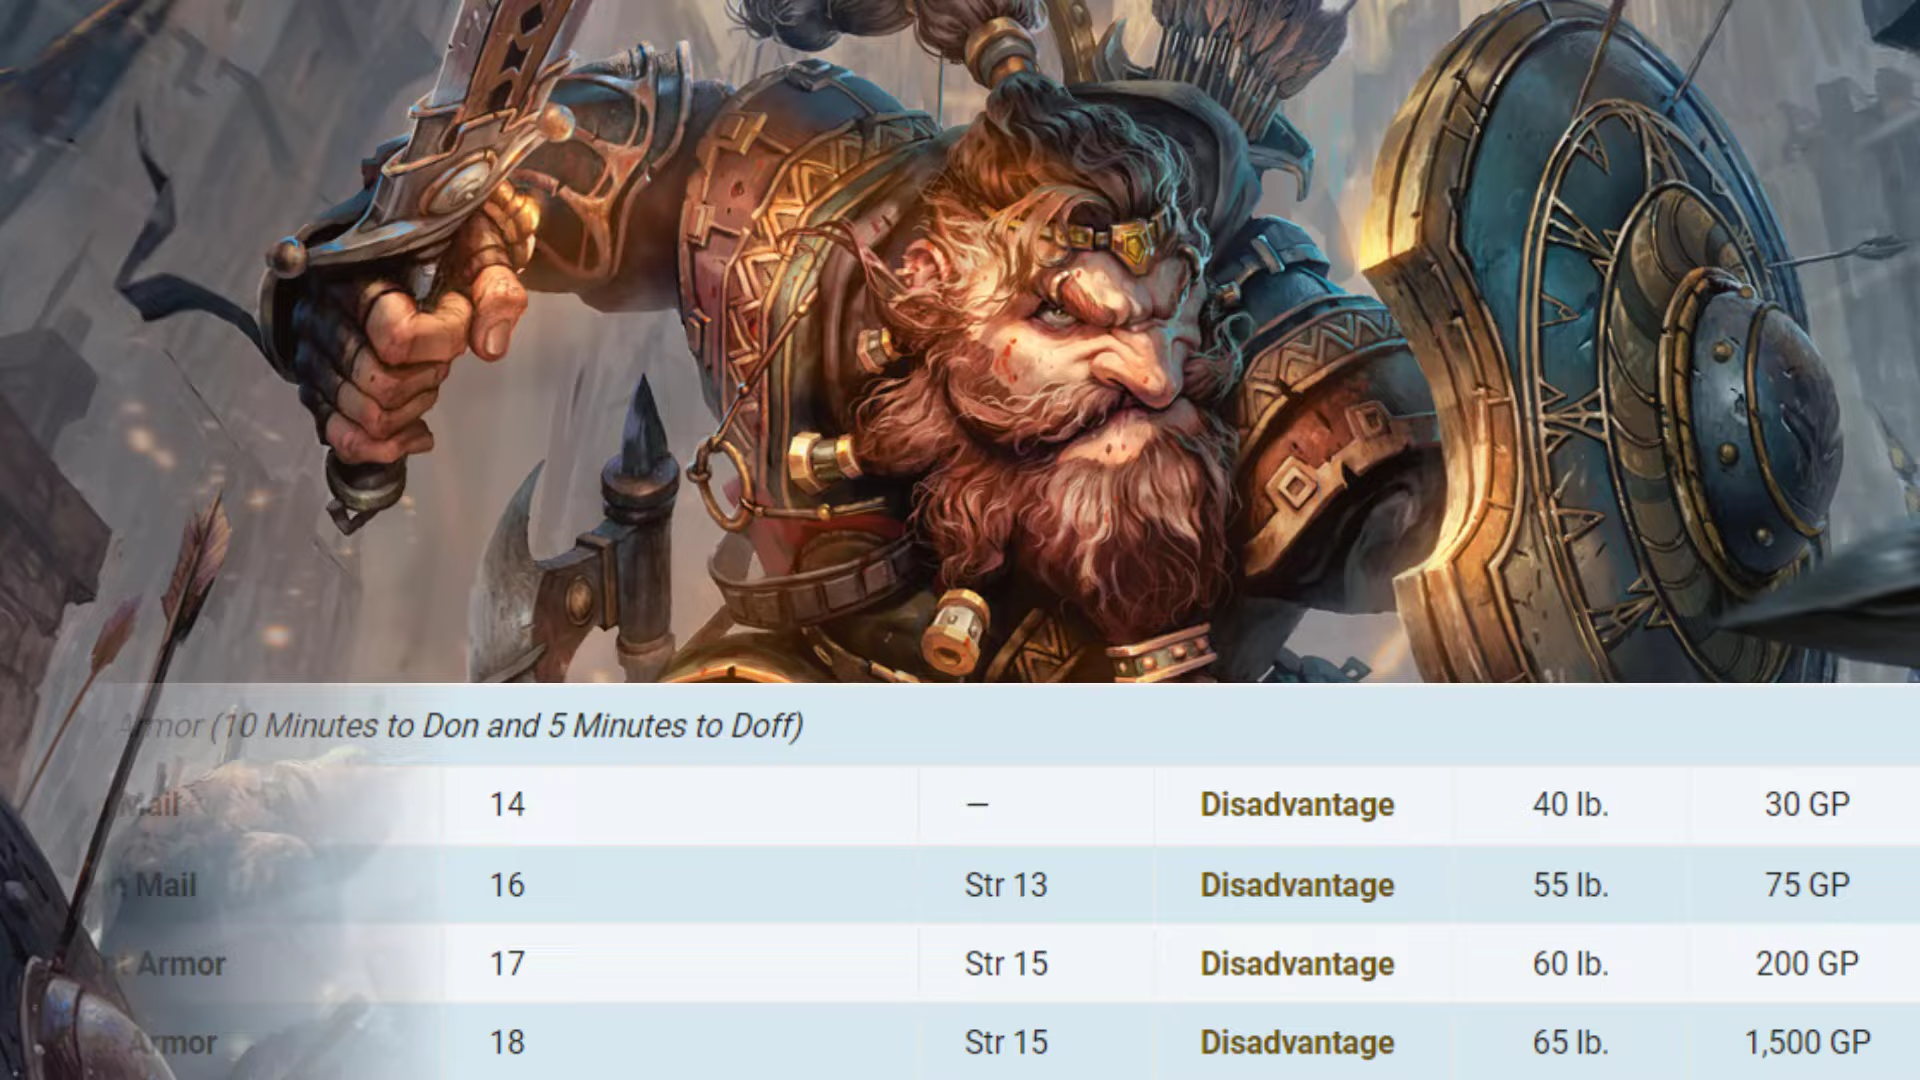 Armor (10 Minutes to Don and 5 Minutes to Doff)
Mail 14 – Disadvantage 40 lb. 30 GP
Mail 16 Str 13 Disadvantage 55 lb. 75 GP
Armor 17 Str 15 Disadvantage 60 lb. 200 GP
Armor 18 Str 15 Disadvantage 65 lb. 1,500 GP